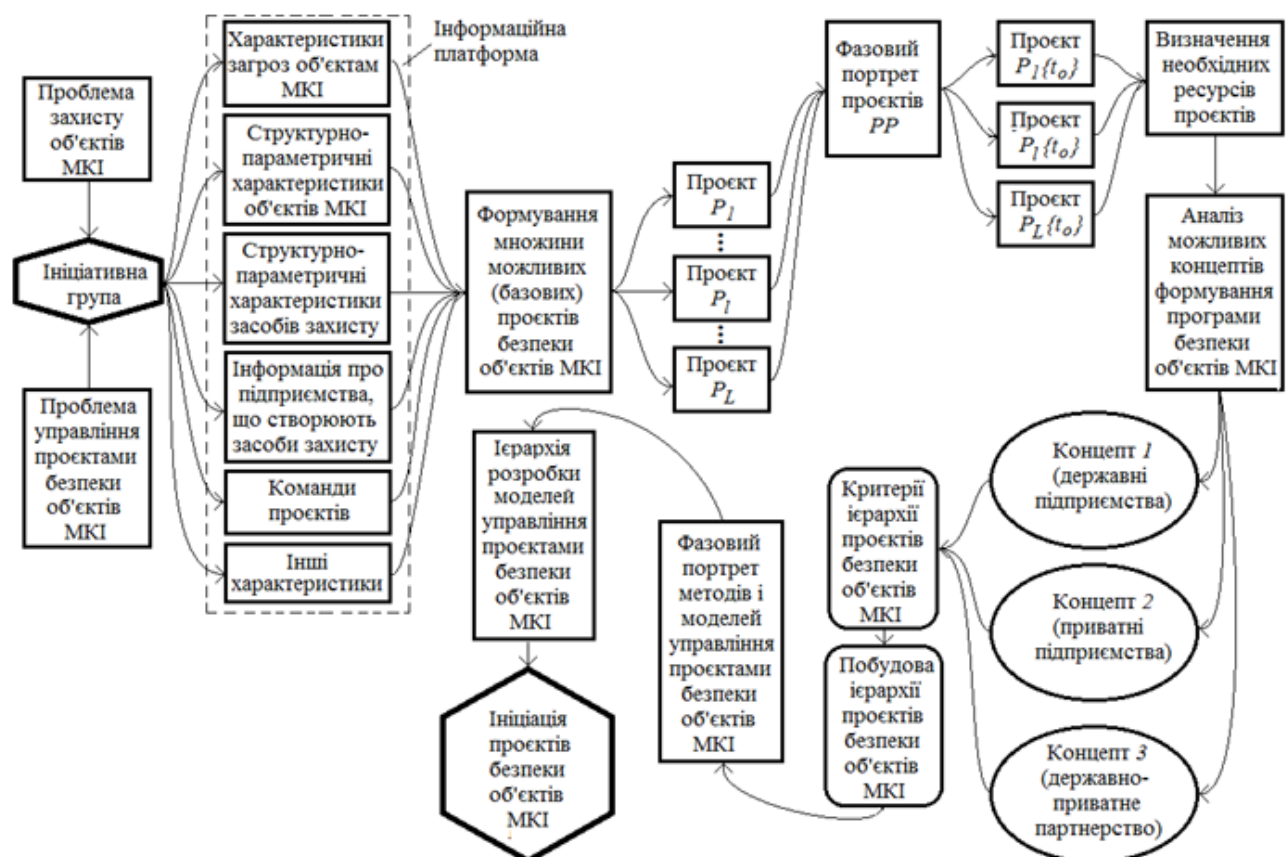 Проблема
захисту
об'єктів
МКІ
Ініціативна
група
Проблема
управління
проєктами
безпеки
об'єктів
МКІ
Інформаційна
платформа
Характеристики
загроз об'єктам
МКІ
Структурно-
параметричні
характеристики
об'єктів МКІ
Структурно-
параметричні
характеристики
засобів захисту
Інформація про
підприємства,
що створюють
засоби захисту
Команди
проєктів
Інші
характеристики
Формування
множини
можливих
(базових)
проєктів
безпеки
об'єктів МКІ
Проєкт
P1
⋮
Проєкт
Pl
⋮
Проєкт
PL
Фазовий
портрет
проєктів
PP
Проєкт
P1{to}
Проєкт
Pl{to}
Проєкт
PL{to}
Визначення
необхідних
ресурсів
проєктів
Аналіз
можливих
концептів
формування
програми
безпеки
об'єктів МКІ
Концепт 1
(державні
підприємства)
Концепт 2
(приватні
підприємства)
Концепт 3
(державно-
приватне
партнерство)
Критерії
ієрархії
проєктів
безпеки
об'єктів
МКІ
Побудова
ієрархії
проєктів
безпеки
об'єктів
МКІ
Фазовий
портрет
методів і
моделей
управління
проєктами
безпеки
об'єктів
МКІ
Ієрархія
розробки
моделей
управління
проєктами
безпеки
об'єктів
МКІ
Ініціація
проєктів
безпеки
об'єктів
МКІ